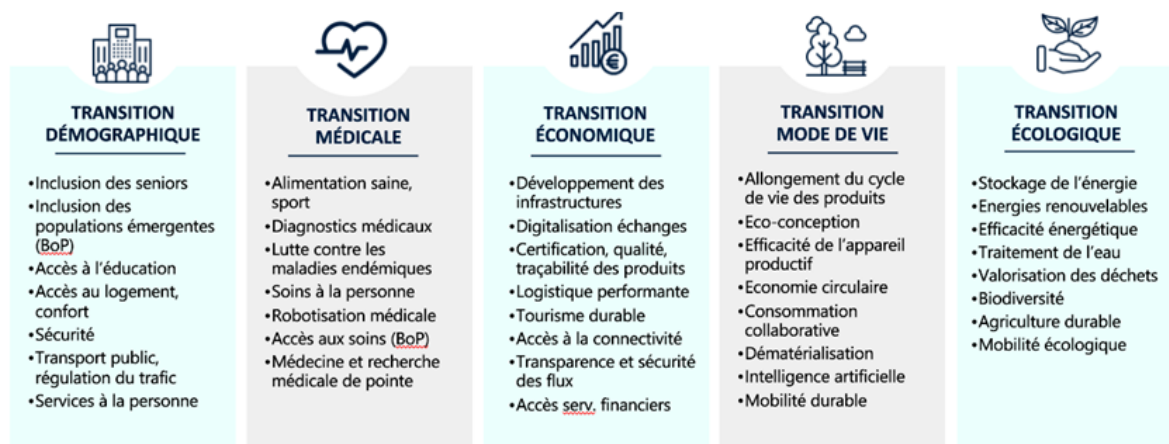 TRANSITION
DÉMOGRAPHIQUE
•Inclusion des seniors
•Inclusion des
populations émergentes
(BoP)
•Accès à l'éducation
•Accès au logement,
confort
•Sécurité
•Transport public,
régulation du trafic
•Services à la personne
TRANSITION
MÉDICALE
•Alimentation saine,
sport
•Diagnostics médicaux
•Lutte contre les
maladies endémiques
•Soins à la personne
•Robotisation médicale
•Accès aux soins (BoP)
•Médecine et recherche
médicale de pointe
TRANSITION
ÉCONOMIQUE
•Développement des
infrastructures
•Digitalisation échanges
•Certification, qualité,
traçabilité des produits
•Logistique performante
•Tourisme durable
•Accès à la connectivité
•Transparence et sécurité
des flux
•Accès serv. financiers
TRANSITION
MODE DE VIE
•Allongement du cycle
de vie des produits
•Eco-conception
•Efficacité de l'appareil
productif
•Economie circulaire
•Consommation
collaborative
•Dématérialisation
•Intelligence artificielle
•Mobilité durable
TRANSITION
ÉCOLOGIQUE
•Stockage de l'énergie
•Energies renouvelables
•Efficacité énergétique
•Traitement de l'eau
•Valorisation des déchets
•Biodiversité
•Agriculture durable
•Mobilité écologique